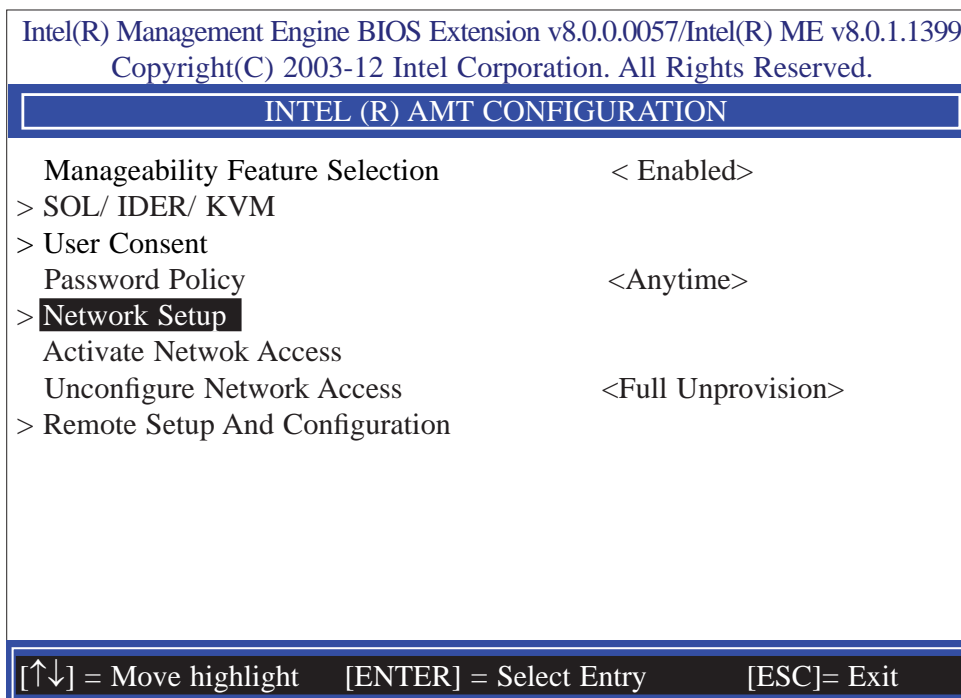 Intel(R) Management Engine BIOS Extension v8.0.0.0057/Intel(R) ME v8.0.1.1399
Copyright(C) 2003-12 Intel Corporation. All Rights Reserved.
INTEL (R) AMT CONFIGURATION
Manageability Feature Selection < Enabled>
> SOL/ IDER/ KVM
> User Consent
Password Policy <Anytime>
> Network Setup
Activate Netwok Access
Unconfigure Network Access <Full Unprovision>
> Remote Setup And Configuration
[↑↓] = Move highlight [ENTER] = Select Entry [ESC]= Exit